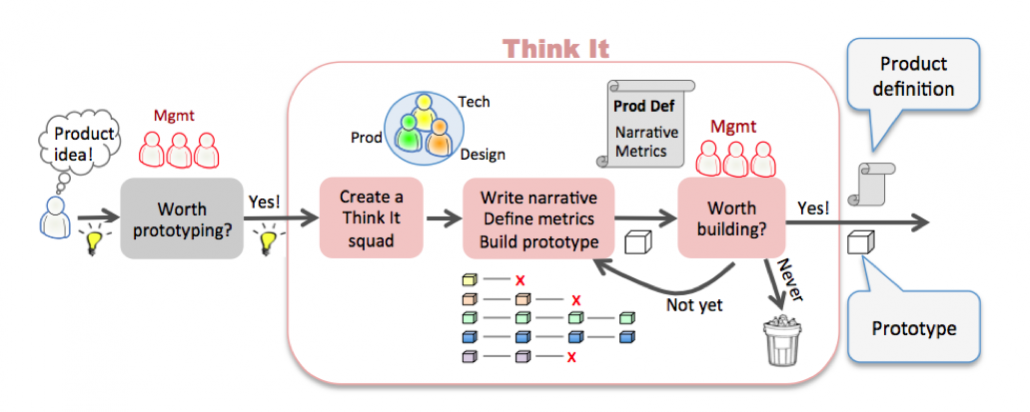 Think It
Product
idea!
Mgmt
Worth
prototyping?
Yes!
Tech
Prod
Design
Create a
Think It
squad
Write narrative
Define metrics
Build prototype
Prod Def
Narrative
Metrics
Mgmt
Worth
building?
Not yet
Never
Yes!
X
X
X
Product
definition
Prototype